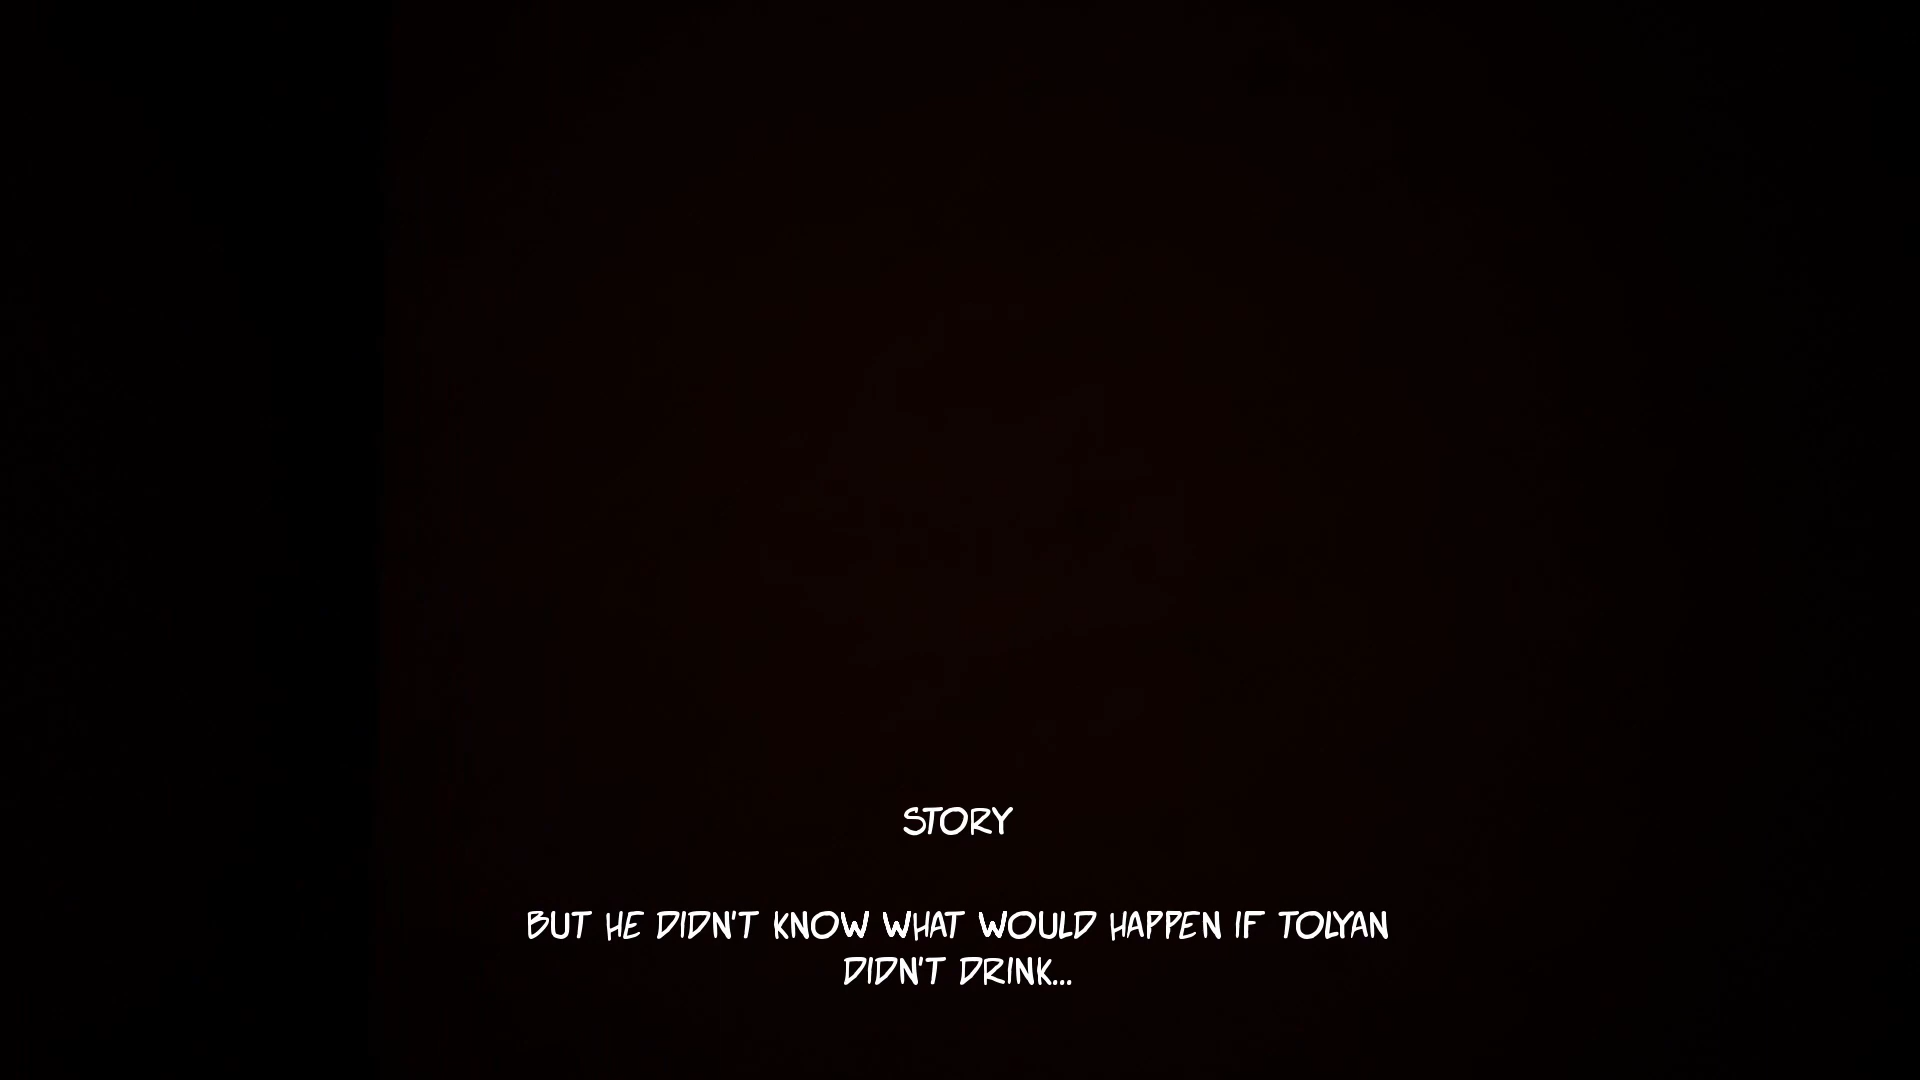 STORY
BUT HE DIDN'T KNOW WHAT WOULD HAPPEN IF TOLYAN
DIDN'T DRINK...